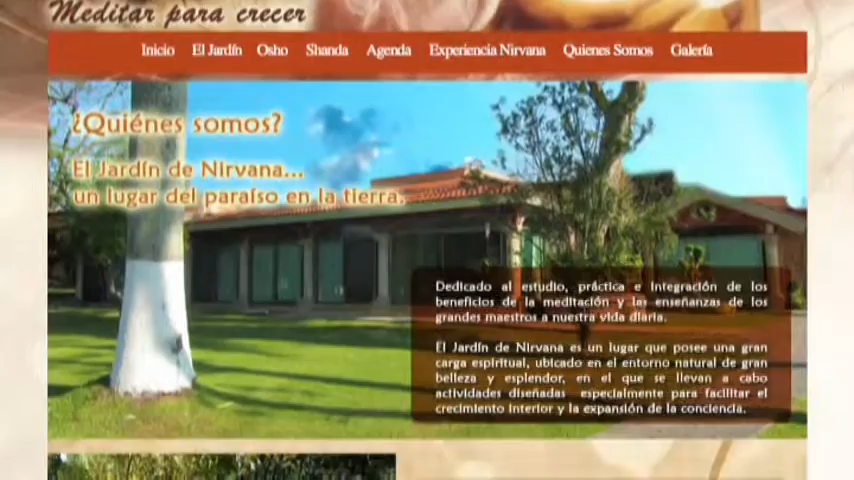 Meditar para crecer
Inicio El Jardín Osho Shanda Agenda Experiencia Nirvana Quienes Somos Galería
¿Quiénes somos?
El Jardín de Nirvana...
un lugar del paraíso en la tierra.
Dedicado al estudio, práctica e integración de los
beneficios de la meditación y las enseñanzas de los
grandes maestros a nuestra vida diaria.
El Jardín de Nirvana es un lugar que posee una gran
carga espiritual, ubicado en el entorno natural de gran
belleza y esplendor, en el que se llevan a cabo
actividades diseñadas especialmente para facilitar el
crecimiento interior y la expansión de la conciencia.